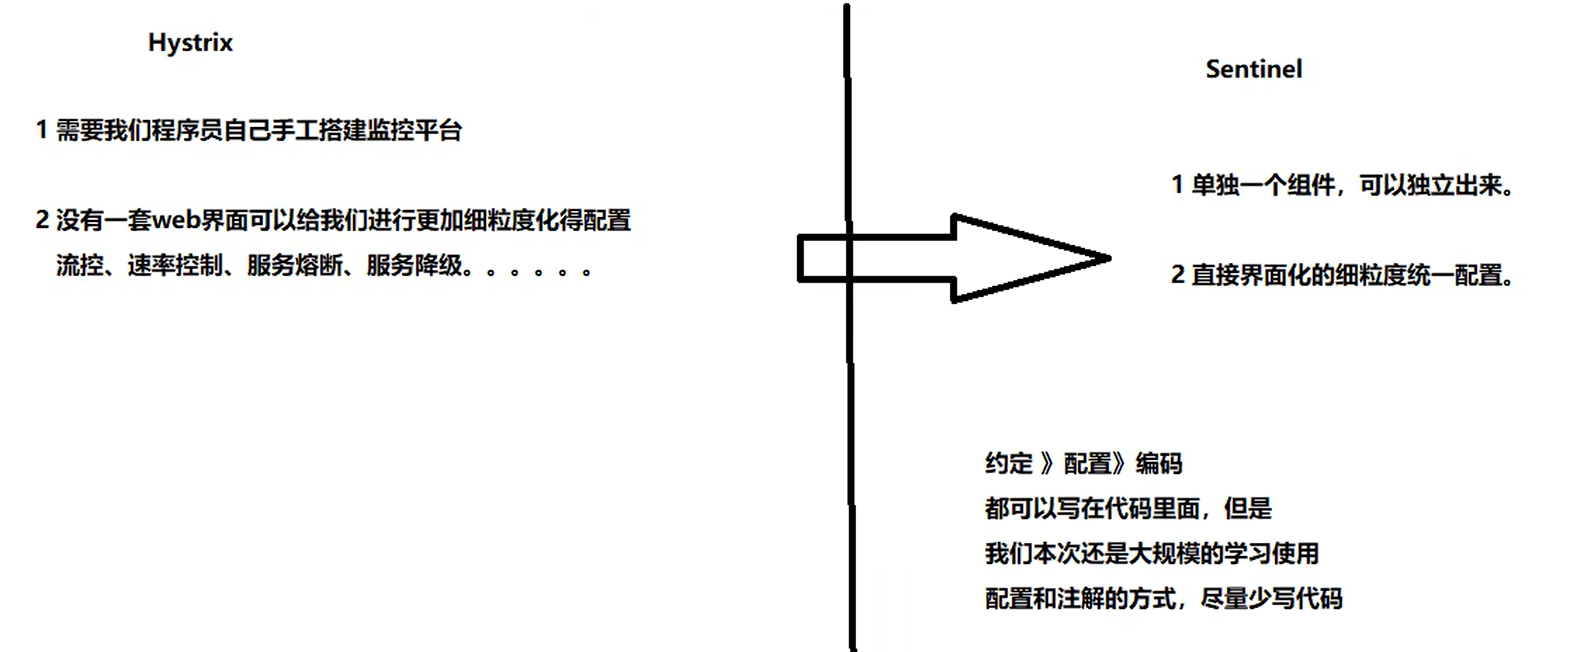 Hystrix
1 需要我们程序员自己手工搭建监控平台
2 没有一套web界面可以给我们进行更加细粒度化得配置
流控、速率控制、服务熔断、服务降级。。。。。。
Sentinel
1 单独一个组件，可以独立出来。
2 直接界面化的细粒度统一配置。
约定 》配置》编码
都可以写在代码里面，但是
我们本次还是大规模的学习使用
配置和注解的方式，尽量少写代码